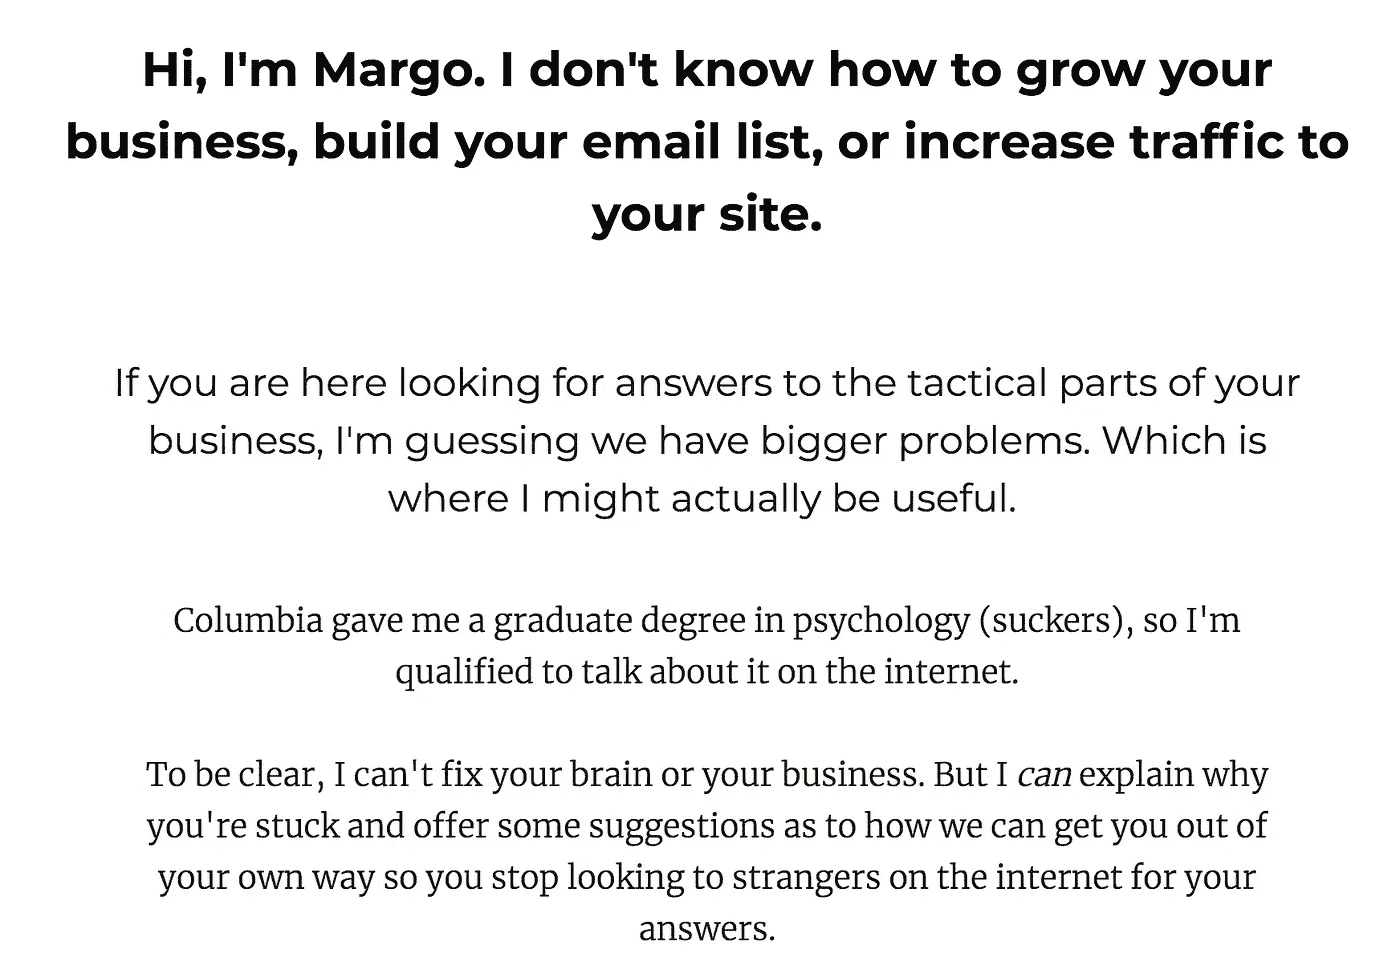 Hi, I'm Margo. I don't know how to grow your
business, build your email list, or increase traffic to
your site.
If you are here looking for answers to the tactical parts of your
business, I'm guessing we have bigger problems. Which is
where I might actually be useful.
Columbia gave me a graduate degree in psychology (suckers), so I'm
qualified to talk about it on the internet.
To be clear, I can't fix your brain or your business. But I can explain why
you're stuck and offer some suggestions as to how we can get you out of
your own way so you stop looking to strangers on the internet for your
answers.